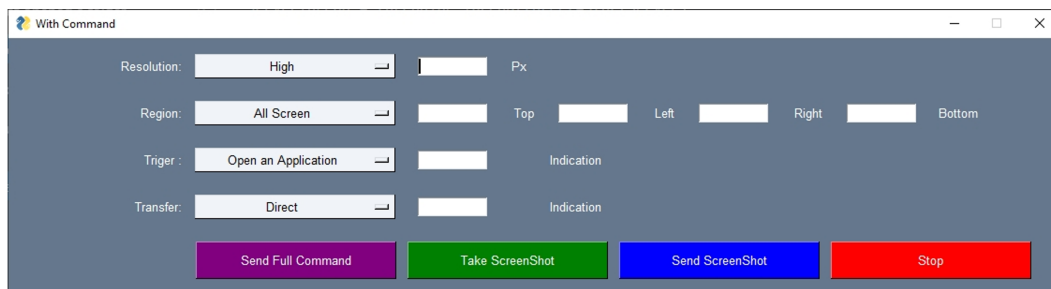 With Command
Resolution: High Px
Region: All Screen Top Left Right Bottom
Triger : Open an Application Indication
Transfer: Direct Indication
Send Full Command Take ScreenShot Send ScreenShot Stop